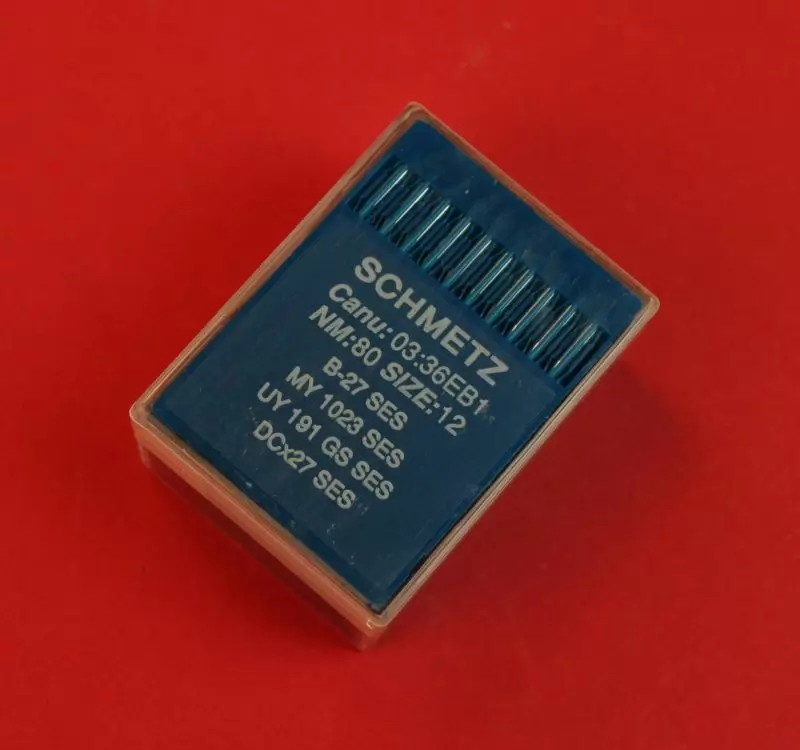 SCHMETZ
Canu: 03:36EB1
NM:80 SIZE:12
B-27 SES
MY 1023 SES
UY 191 GS SES
DCx27 SES